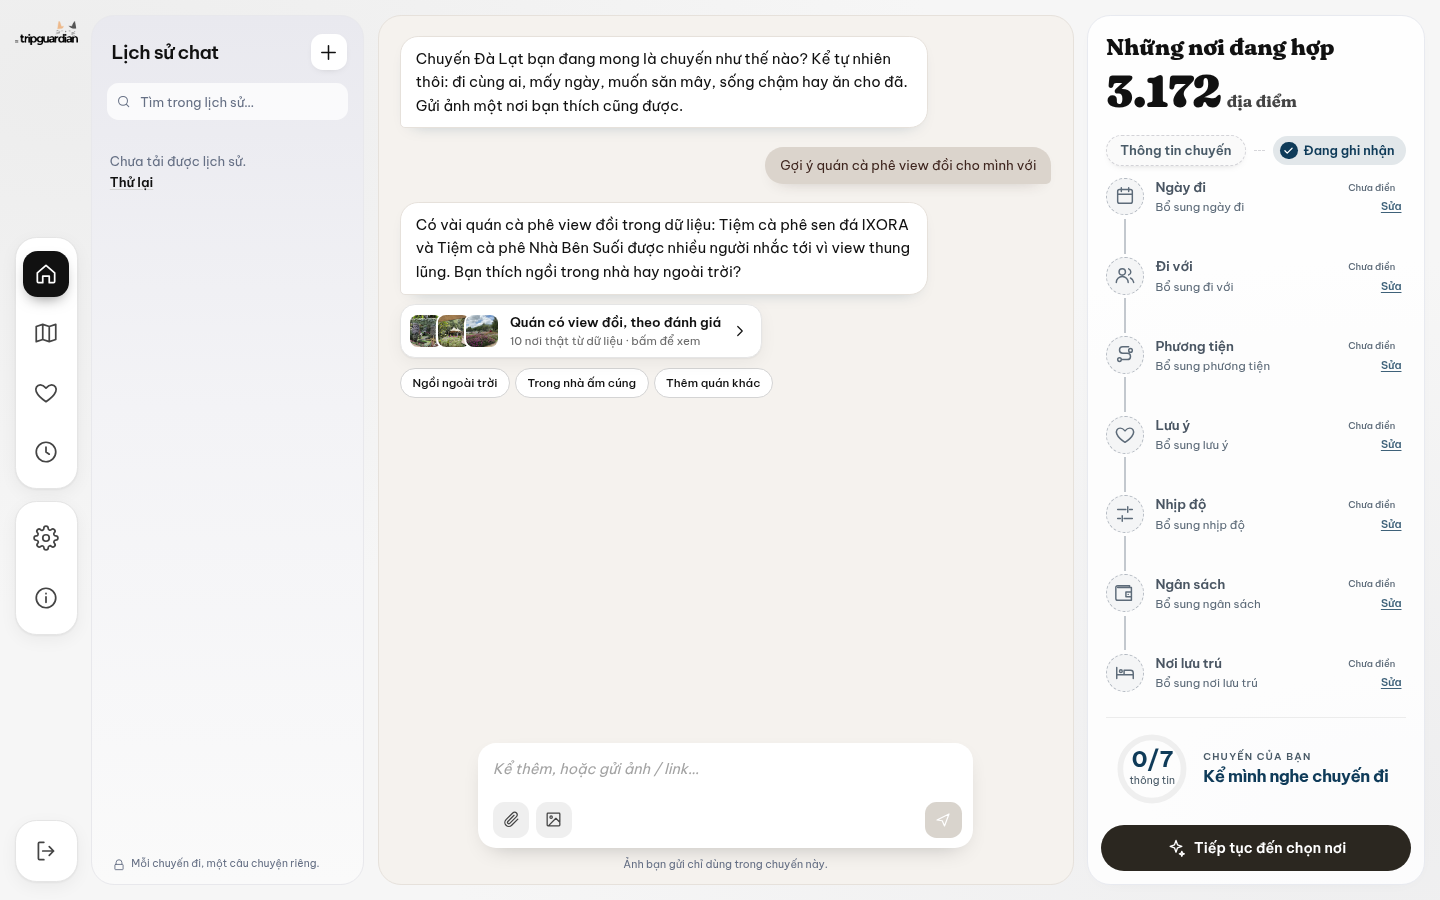 tripguardian
Lịch sử chat
Tìm trong lịch sử...
Chưa tải được lịch sử.
Thử lại
Mỗi chuyến đi, một câu chuyện riêng.
Chuyến Đà Lạt bạn đang mong là chuyến như thế nào? Kể tự nhiên
thôi: đi cùng ai, mấy ngày, muốn săn mây, sống chậm hay ăn cho đã.
Gửi ảnh một nơi bạn thích cũng được.
Gợi ý quán cà phê view đồi cho mình với
Có vài quán cà phê view đồi trong dữ liệu: Tiệm cà phê sen đá IXORA
và Tiệm cà phê Nhà Bên Suối được nhiều người nhắc tới vì view thung
lũng. Bạn thích ngồi trong nhà hay ngoài trời?
Quán có view đồi, theo đánh giá
10 nơi thật từ dữ liệu · bấm để xem
Ngồi ngoài trời
Trong nhà ấm cúng
Thêm quán khác
Kể thêm, hoặc gửi ảnh / link...
Ảnh bạn gửi chỉ dùng trong chuyến này.
Những nơi đang hợp
3.172 địa điểm
Thông tin chuyến
Đang ghi nhận
Ngày đi
Chưa điền
Bổ sung ngày đi
Sửa
Đi với
Chưa điền
Bổ sung đi với
Sửa
Phương tiện
Chưa điền
Bổ sung phương tiện
Sửa
Lưu ý
Chưa điền
Bổ sung lưu ý
Sửa
Nhịp độ
Chưa điền
Bổ sung nhịp độ
Sửa
Ngân sách
Chưa điền
Bổ sung ngân sách
Sửa
Nơi lưu trú
Chưa điền
Bổ sung nơi lưu trú
Sửa
0/7
thông tin
CHUYẾN CỦA BẠN
Kể mình nghe chuyến đi
Tiếp tục đến chọn nơi